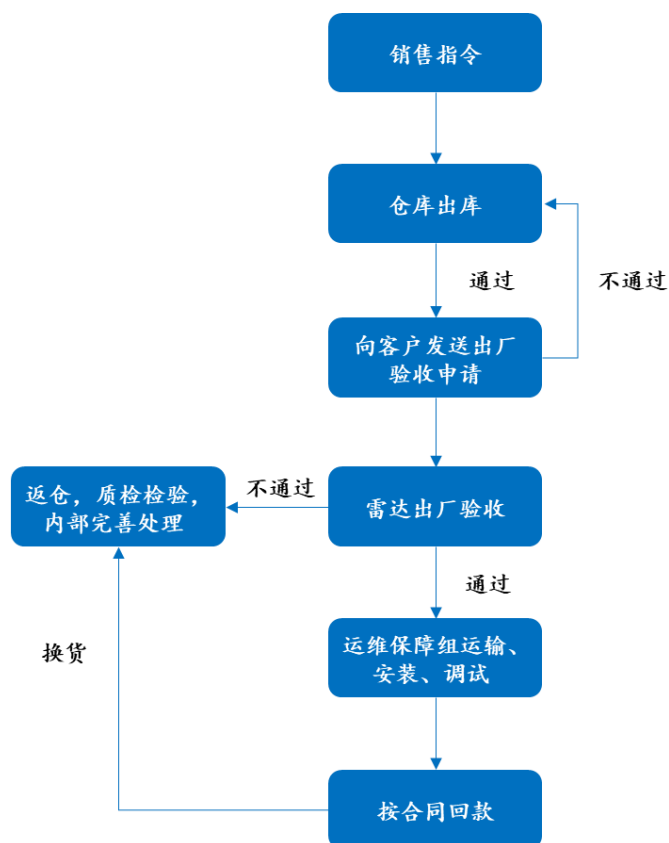 销售指令
仓库出库
通过
不通过
向客户发送出厂
验收申请
返仓，质检检验，
内部完善处理
不通过
雷达出厂验收
通过
换货
运维保障组运输、
安装、调试
按合同回款